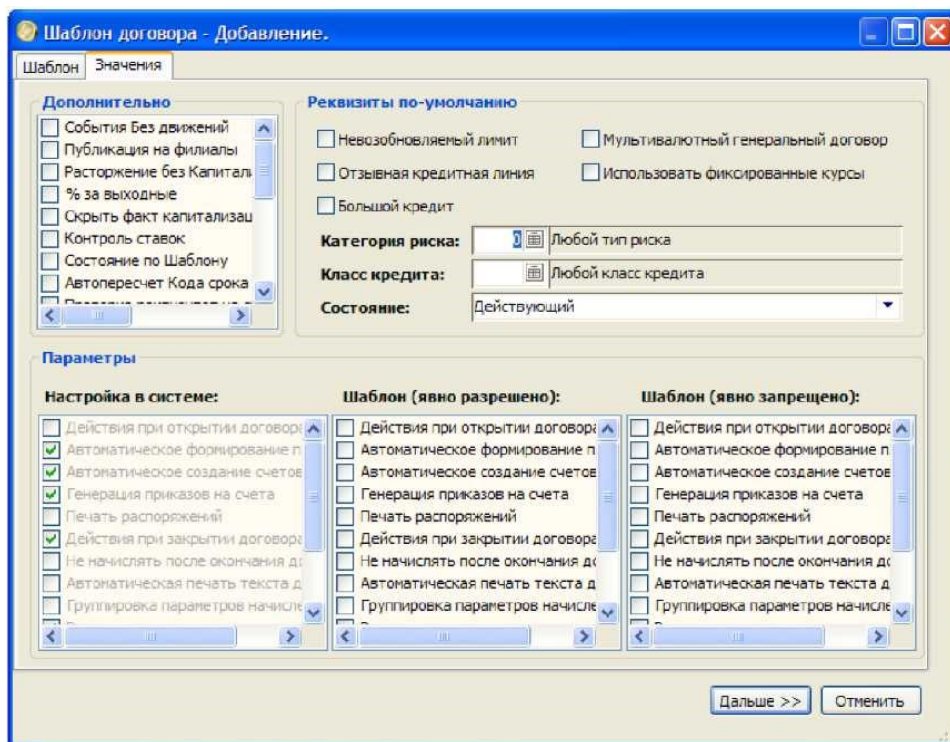 Шаблон договора - Добавление.
Шаблон Значения
Дополнительно
События Без движений
Публикация на филиалы
Расторжение без Капитали
% за выходные
Скрыть факт капитализац
Контроль ставок
Состояние по Шаблону
Автопересчет Кода срока
Реквизиты по-умолчанию
Невозобновляемый лимит
Мультивалютный генеральный договор
Отзывная кредитная линия
Использовать фиксированные курсы
Большой кредит
Категория риска: 0 Любой тип риска
Класс кредита: Любой класс кредита
Состояние: Действующий
Параметры
Настройка в системе:
Действия при открытии договора
Автоматическое формирование п
Автоматическое создание счетов
Генерация приказов на счета
Печать распоряжений
Действия при закрытии договора
Не начислять после окончания до
Автоматическая печать текста д
Группировка параметров начисле
Шаблон (явно разрешено):
Действия при открытии договора
Автоматическое формирование п
Автоматическое создание счетов
Генерация приказов на счета
Печать распоряжений
Действия при закрытии договора
Не начислять после окончания до
Автоматическая печать текста д
Группировка параметров начисле
Шаблон (явно запрещено):
Действия при открытии договора
Автоматическое формирование п
Автоматическое создание счетов
Генерация приказов на счета
Печать распоряжений
Действия при закрытии договора
Не начислять после окончания до
Автоматическая печать текста д
Группировка параметров начисле
Дальше >> Отменить